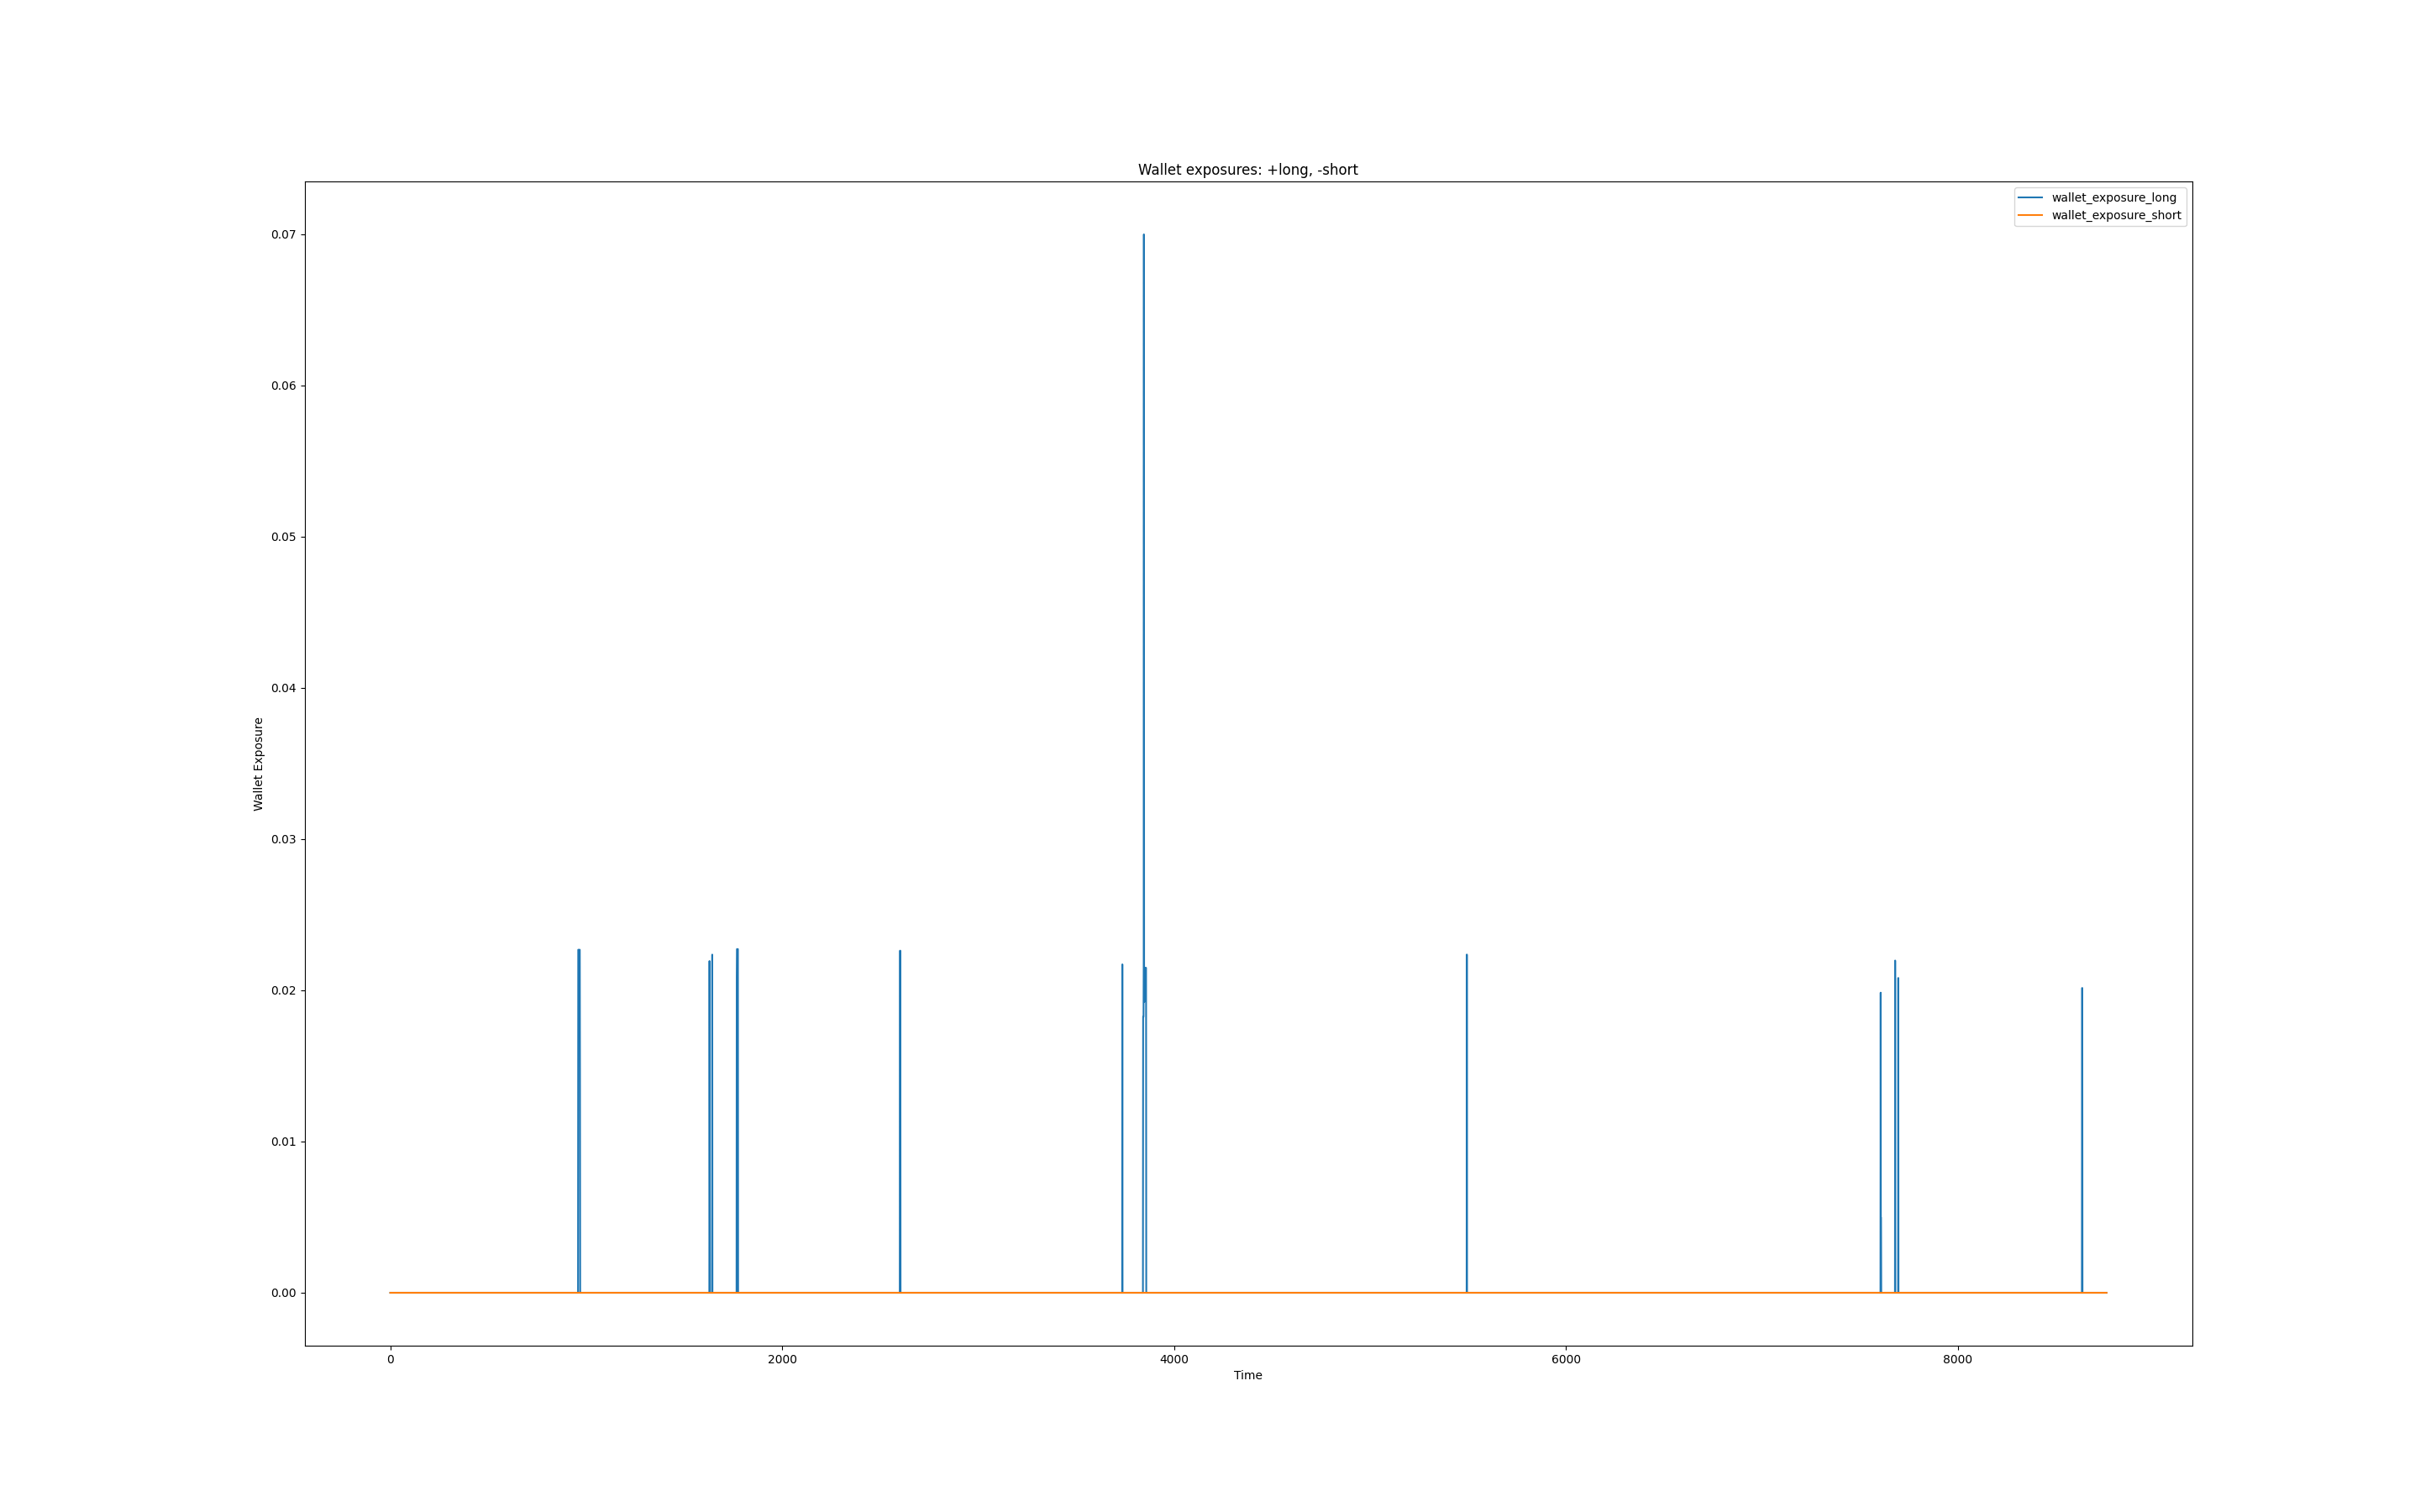 Wallet exposures: +long, -short
wallet_exposure_long
wallet_exposure_short
0.07
0.06
0.05
0.04
0.03
0.02
0.01
0.00
Wallet Exposure
0 2000 4000 6000 8000
Time